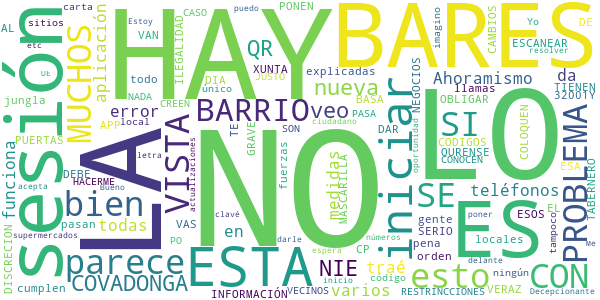 AL
sitios
carta
Estoy
CASO
puedo
PONEN
imagino
Yo
CAMBIOS
DE
etc
UE
VAN
ILEGALIDAD
HAY
BARES
QR
XUNTA
ESCANEAR
resolver
sesión
MUCHOS
aplicación
todo
DIA
único
JUSTO
explicadas
NADA
CREEN
nueva
BASA
Ahoramismo
da
TIENEN
jungla
error
APP
local
BARRIO
veo
PASA
llamas
NEGOCIOS
OBLIGAR
32OOTY
PUERTAS
LA
VISTA
TE
GRAVE
SON
ciudadano
DAR
iniciar
LO
SI
CODIGOS
OURENSE
CONOCEN
oportunidad
COLOQUEN
ESA
PROBLEMA
TABERNERO
funciona
DEBE
HACERME
letra
actualizaciones
NO
fuerzas
medidas
MASCARILLA
SE
teléfonos
DISCRECION
acepta
Bueno
bien
VAS
clavé
gente
SERIO
ES
EL
ESOS
tampoco
poner
supermercados
pasan
todas
PO
en
darle
números
pena
orden
locales
delante
Me
parece
ESTA
NIE
traé
CP
espera
código
inicio
esto
VERAZ
ningún
CON
cumplen
COVADONGA
INFORMACIÓN
VECINOS
varios
RESTRINCCIONES
Decepcionante